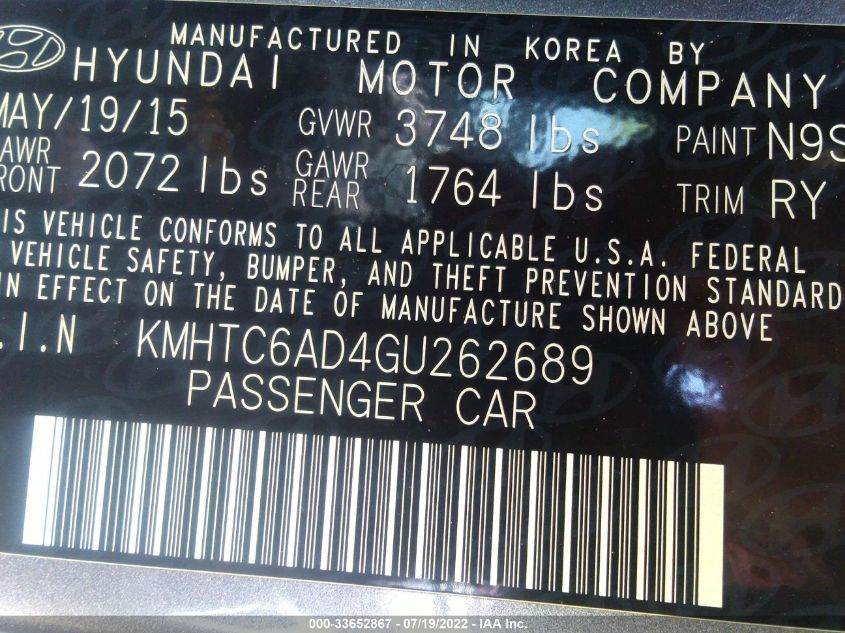 MANUFACTURED IN KOREA BY
HYUNDAI MOTOR COMPANY
MAY/19/15 GVWR 3748 lbs PAINT N9S
AWR FRONT 2072 lbs GAWR REAR 1764 lbs TRIM RY
IS VEHICLE CONFORMS TO ALL APPLICABLE U.S.A. FEDERAL
VEHICLE SAFETY, BUMPER, AND THEFT PREVENTION STANDARD
IN EFFECT ON THE DATE OF MANUFACTURE SHOWN ABOVE
.I.N KMHTC6AD4GU262689
PASSENGER CAR
000-33652867 - 07/19/2022 - IAA Inc.